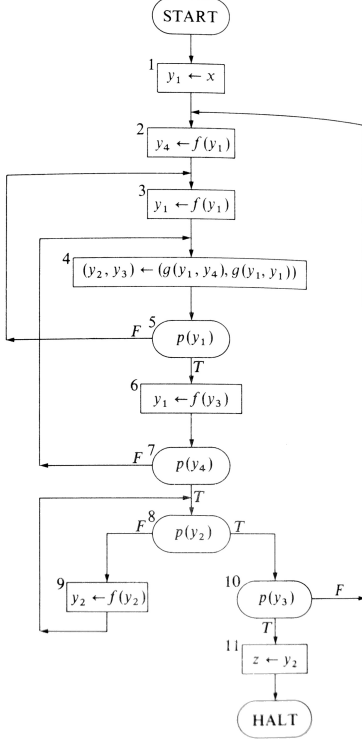 START
1
y₁ ← x
2
y₄ ← f(y₁)
3
y₁ ← f(y₁)
4
(y₂, y₃) ← (g(y₁, y₄), g(y₁, y₁))
F 5
p(y₁)
T
6
y₁ ← f(y₃)
F 7
p(y₄)
T
F 8
p(y₂) T
9
y₂ ← f(y₂)
10
p(y₃) F
T
11
z ← y₂
HALT